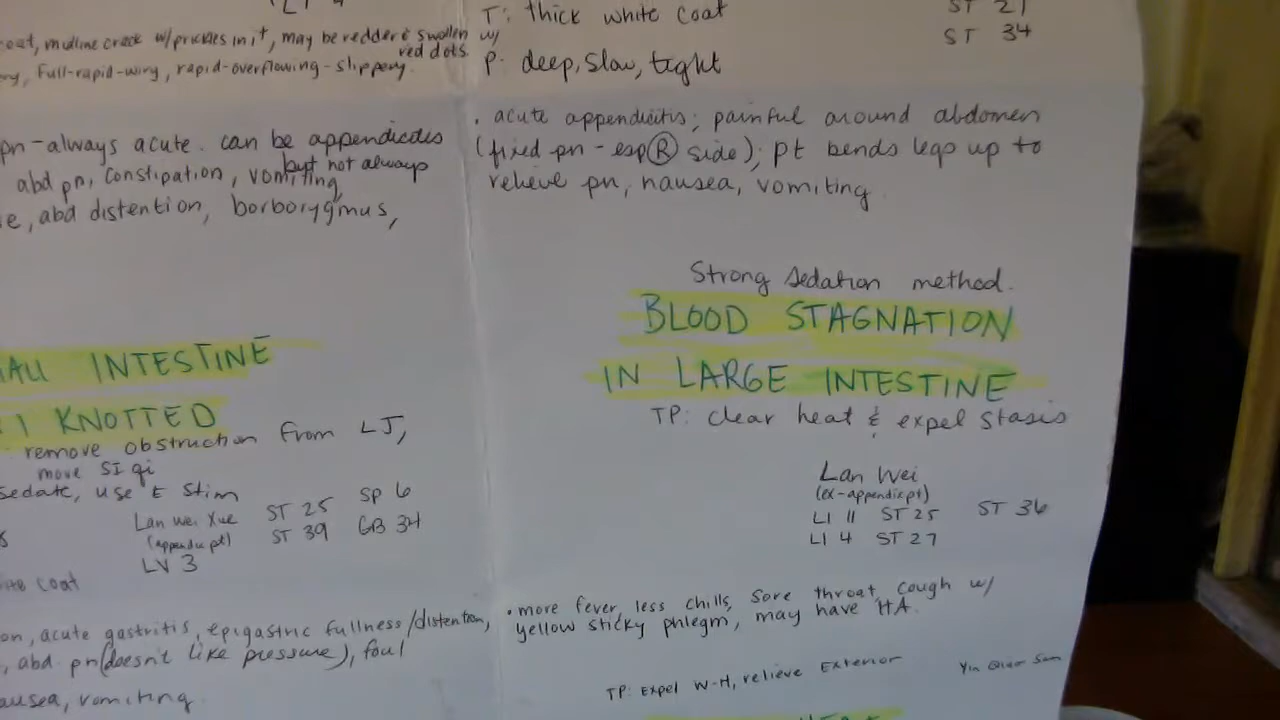 T: thick white coat
ST 21
ST 34
coat, midline crack w/prickles in it, may be redder & swollen w/
red dots
Full-rapid-wiry, rapid-overflowing-slippery.
P: deep, slow, tight
pn-always acute. can be appendicitis
but not always
abd pn, constipation, vomiting
abd distention, borborygmus,
• acute appendicitis; painful around abdomen
(fixed pn-esp Ⓡ side); pt bends legs up to
relieve pn, nausea, vomiting.
Strong sedation method.
BLOOD STAGNATION
IN LARGE INTESTINE
TP: clear heat & expel stasis
Lan Wei
(ex-appendix pt)
LI 11 ST 25 ST 36
LI 4 ST 27
INTESTINE
KNOTTED
remove obstruction from LJ,
move SI qi
sedate, use E Stim
Lan Wei Xue ST 25 SP 6
(appendix pt) ST 39 GB 34
LV 3
white coat
acute gastritis, epigastric fullness/distention,
abd pn (doesn't like pressure), foul
nausea, vomiting.
• more fever, less chills, sore throat, cough w/
yellow sticky phlegm, may have HA.
TP: Expel W-H, relieve Exterior
Yin Qiao San